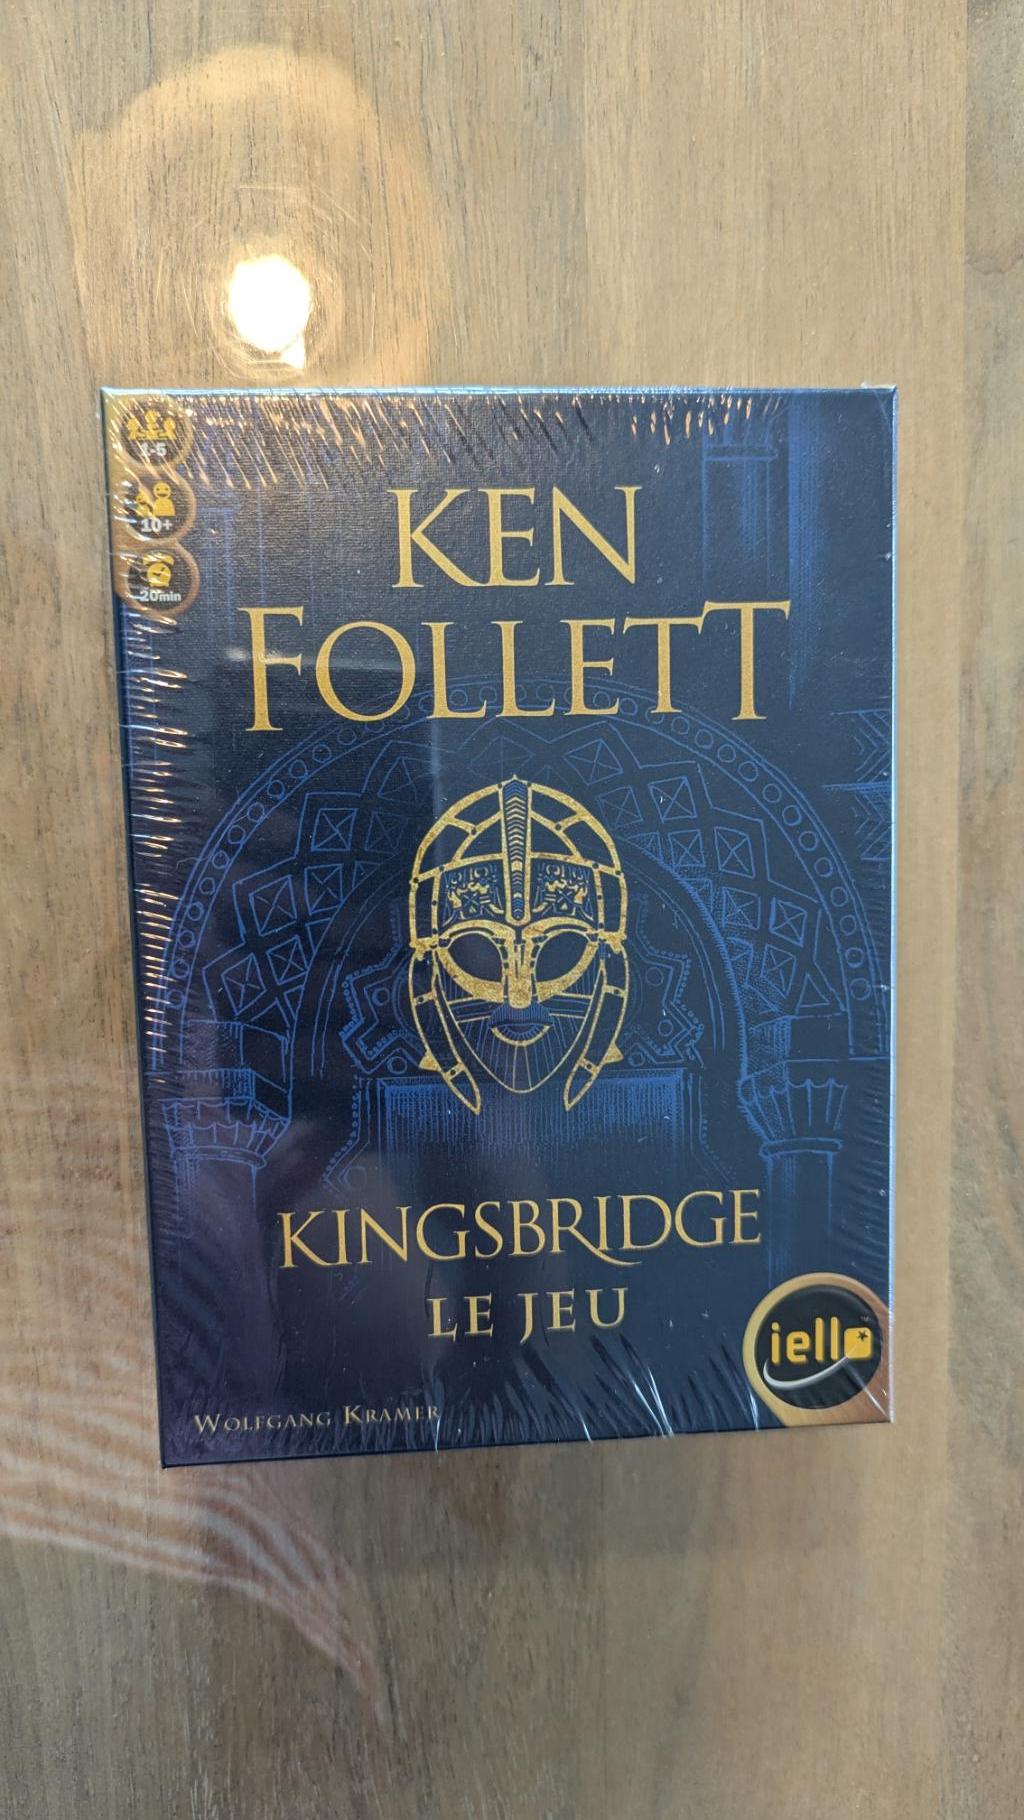 1-5
10+
20min
KEN
FOLLETT
KINGSBRIDGE
LE JEU
iello
WOLFGANG KRAMER